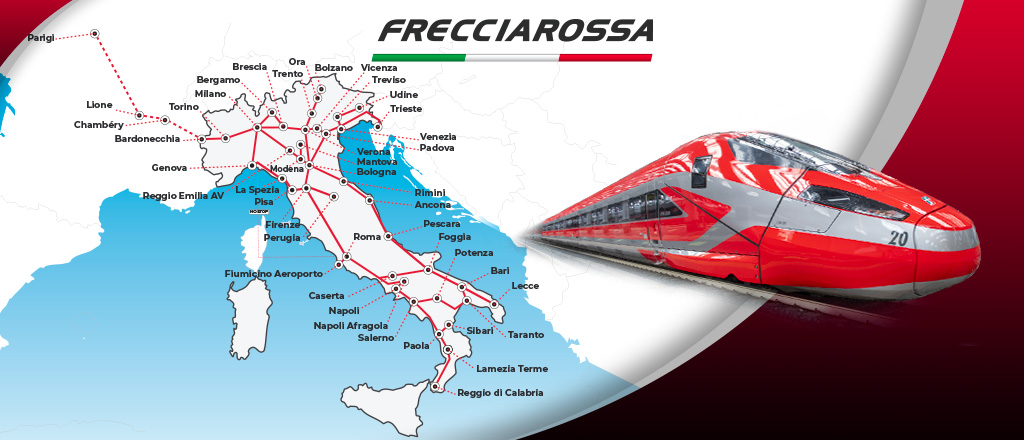 FRECCIAROSSA
Parigi
Lione
Chambéry
Torino
Bardonecchia
Milano
Bergamo
Brescia
Trento
Ora
Bolzano
Vicenza
Treviso
Udine
Trieste
Venezia
Padova
Verona
Mantova
Bologna
Genova
Modena
Reggio Emilia AV
La Spezia
Pisa
Rimini
Ancona
Firenze
Perugia
Pescara
Foggia
Roma
Potenza
Fiumicino Aeroporto
Bari
Lecce
Caserta
Napoli
Napoli Afragola
Salerno
Sibari
Taranto
Paola
Lamezia Terme
Reggio di Calabria
20